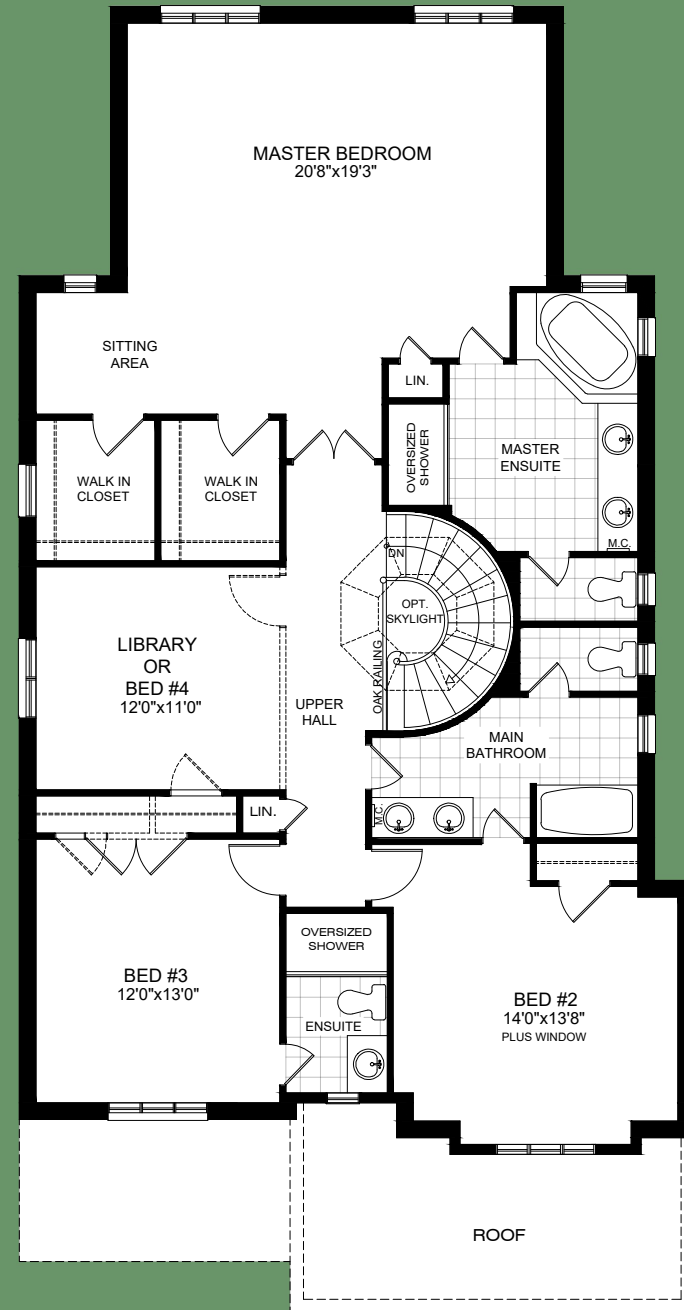 MASTER BEDROOM
20'8"x19'3"
SITTING
AREA
LIN.
OVERSIZED
SHOWER
MASTER
ENSUITE
WALK IN
CLOSET
WALK IN
CLOSET
M.C.
DN
OPT.
SKYLIGHT
OAK RAILING
LIBRARY
OR
BED #4
12'0"x11'0"
UPPER
HALL
MAIN
BATHROOM
LIN.
M.C.
OVERSIZED
SHOWER
BED #3
12'0"x13'0"
ENSUITE
BED #2
14'0"x13'8"
PLUS WINDOW
ROOF